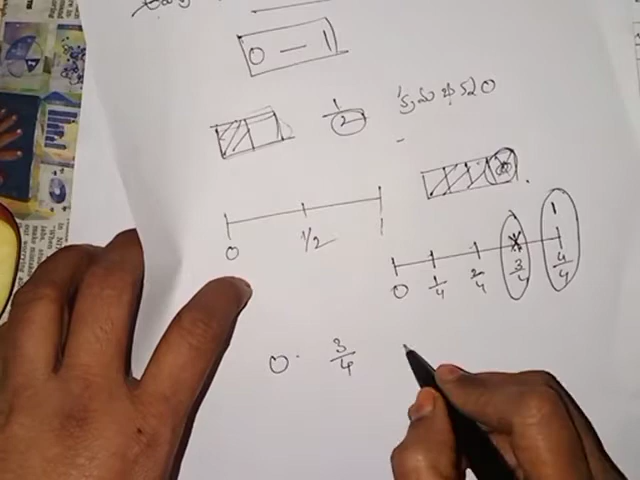 0 — 1
1/2
క్రమ భిన్నం
0 1/2 1
1
0 1/4 2/4 3/4 4/4
0. 3/4